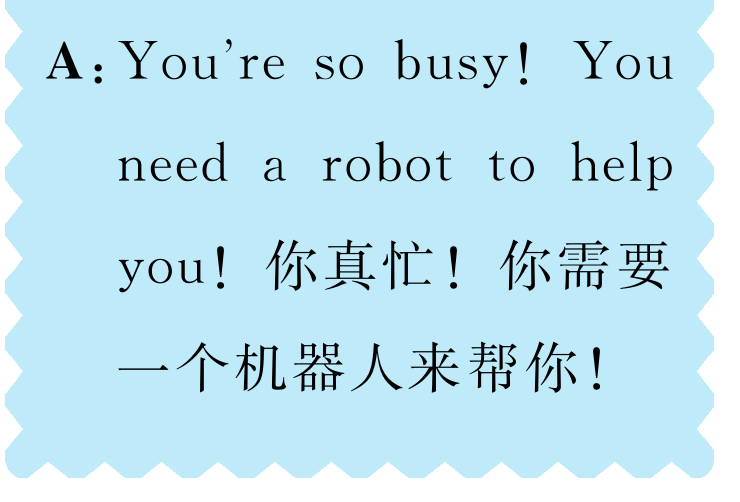 A：You're so busy！ You
need a robot to help
you！ 你真忙！ 你需要
一个机器人来帮你！